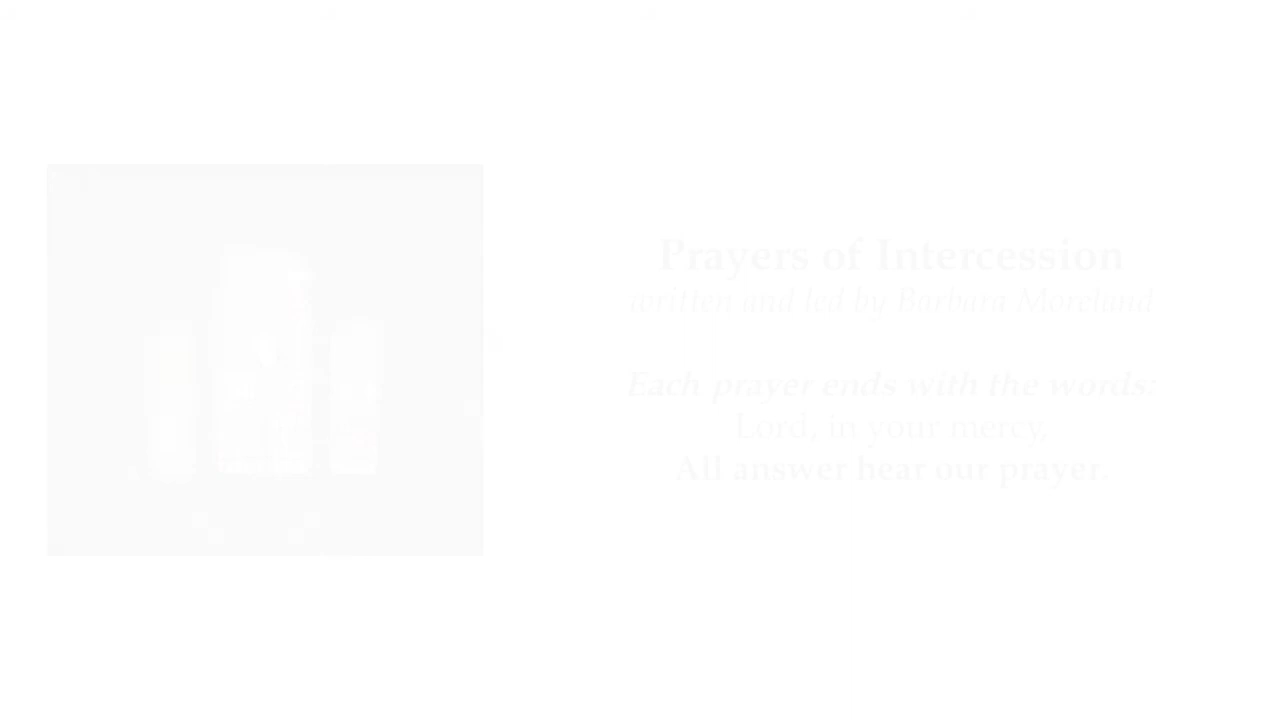 Prayers of Intercession
written and led by Barbara Moreland
Each prayer ends with the words:
Lord, in your mercy,
All answer hear our prayer.